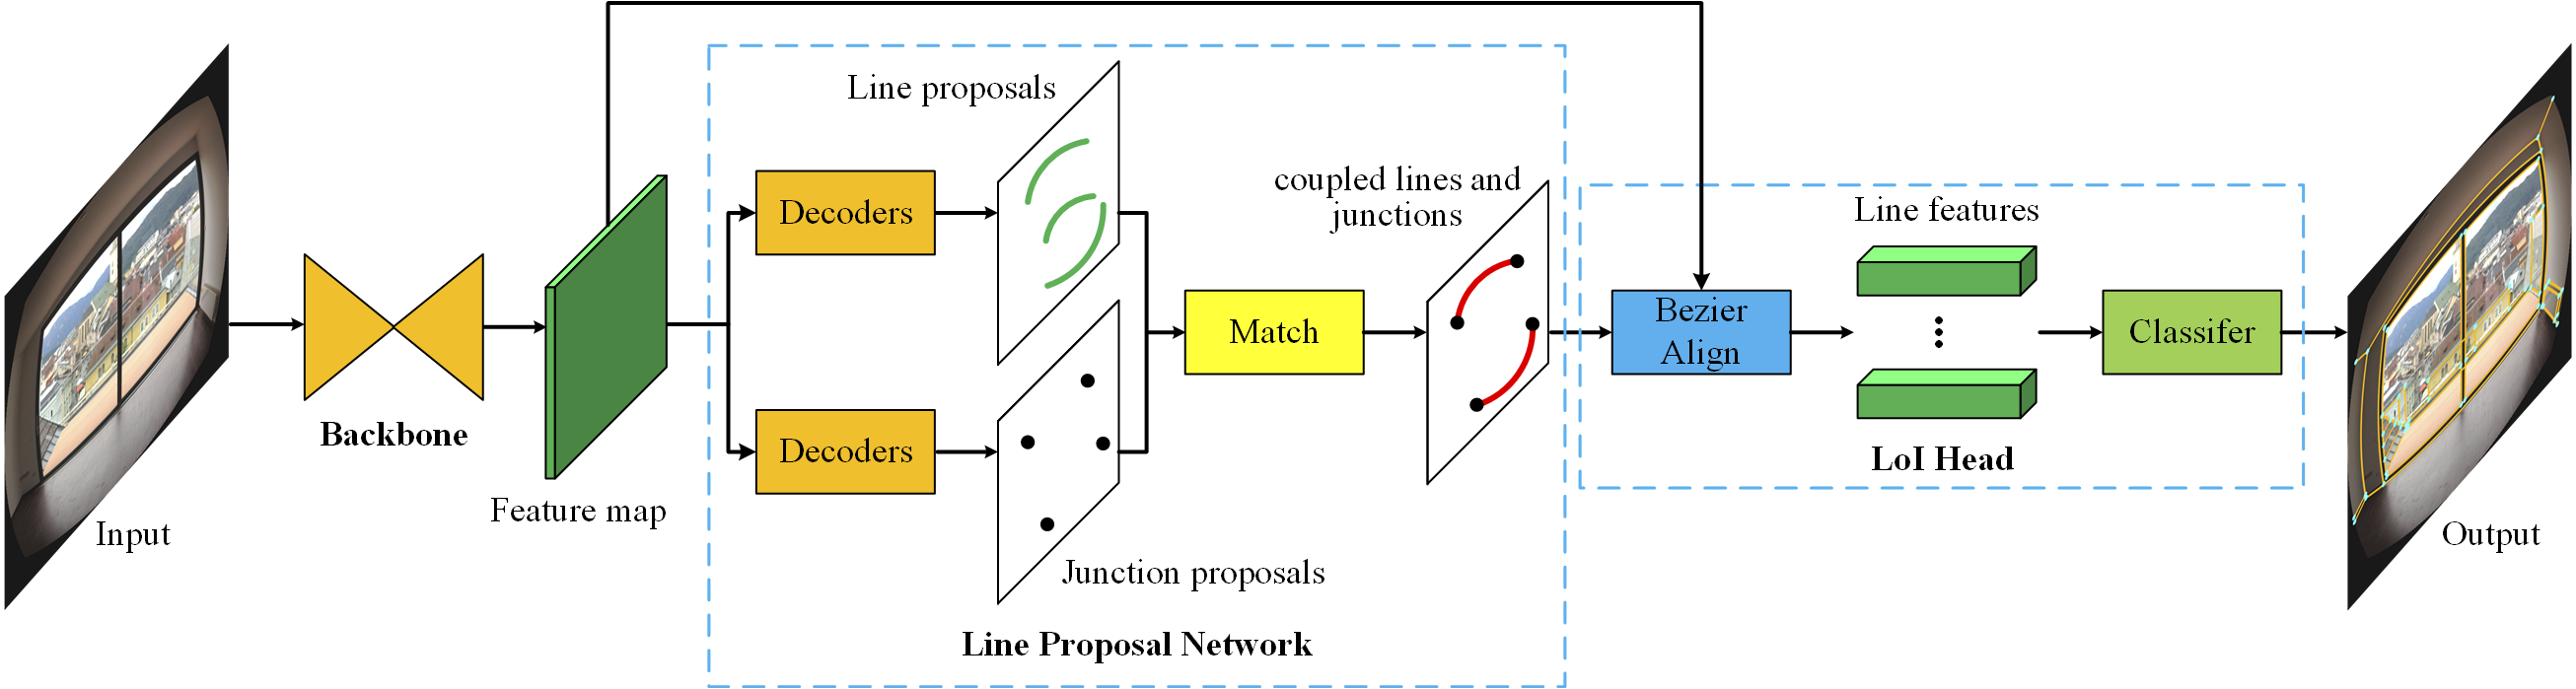 Input
Backbone
Feature map
Line proposals
Decoders
Decoders
Junction proposals
Line Proposal Network
Match
coupled lines and
junctions
Bezier
Align
Line features
LoI Head
Classifer
Output